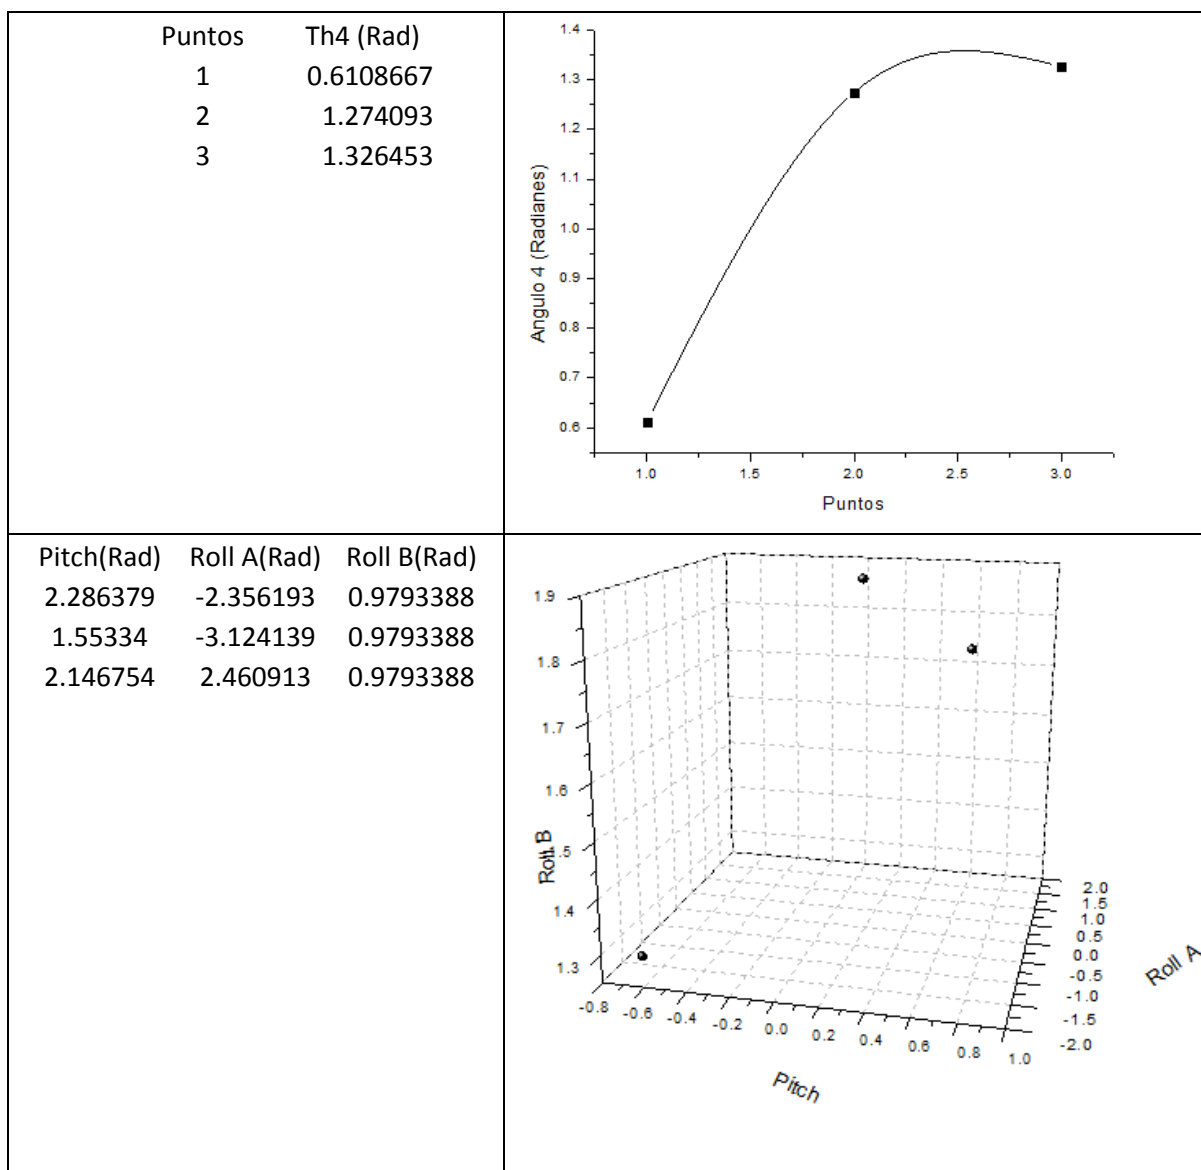 Puntos Th4 (Rad)
1 0.6108667
2 1.274093
3 1.326453
1.4
1.3
1.2
1.1
1.0
0.9
0.8
0.7
0.6
Angulo 4 (Radianes)
1.0 1.5 2.0 2.5 3.0
Puntos
Pitch(Rad) Roll A(Rad) Roll B(Rad)
2.286379 -2.356193 0.9793388
1.55334 -3.124139 0.9793388
2.146754 2.460913 0.9793388
1.9
1.8
1.7
1.6
1.5
1.4
1.3
Roll B
-0.8 -0.6 -0.4 -0.2 0.0 0.2 0.4 0.6 0.8 1.0
Pitch
2.0
1.5
1.0
0.5
0.0
-0.5
-1.0
-1.5
-2.0
Roll A